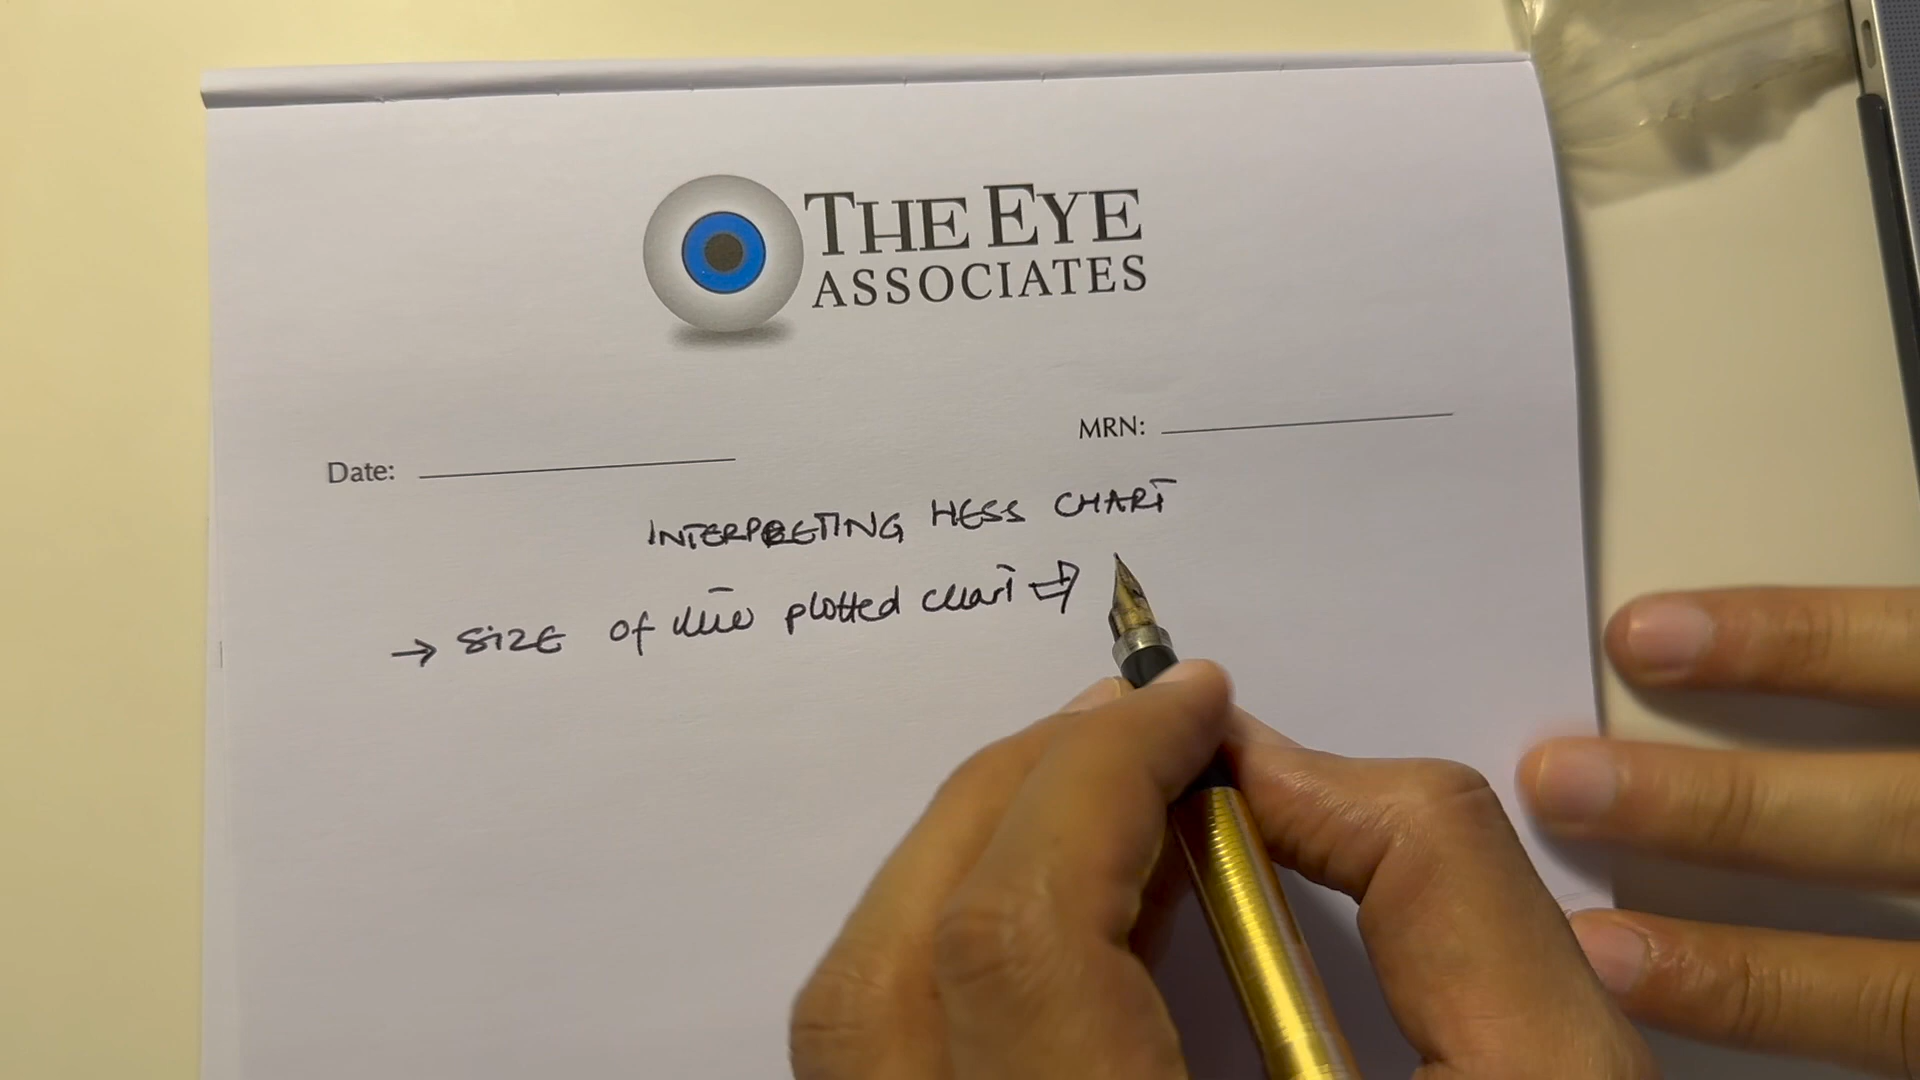 THE EYE
ASSOCIATES
MRN:
Date:
INTERPRETING HESS CHART
→ SIZE of the plotted chart ⇒